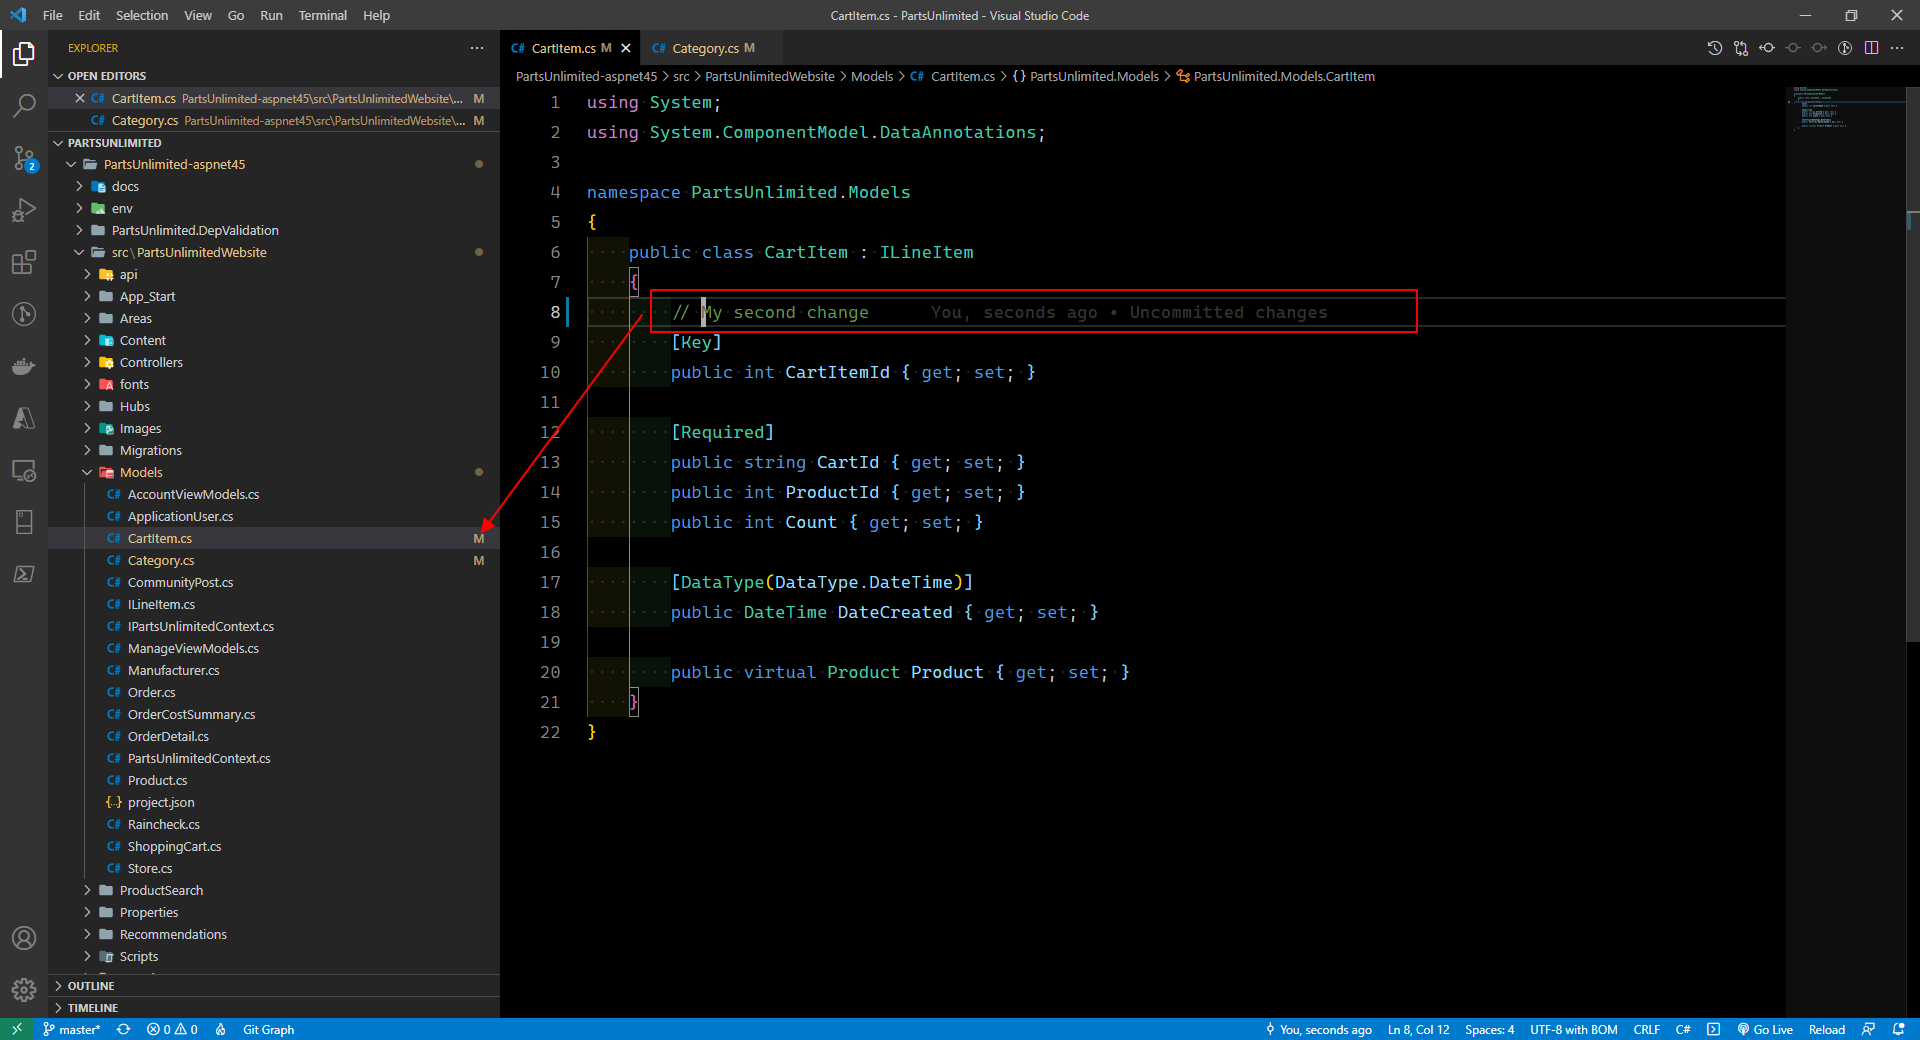 File Edit Selection View Go Run Terminal Help
CartItem.cs - PartsUnlimited - Visual Studio Code
EXPLORER
OPEN EDITORS
C# CartItem.cs PartsUnlimited-aspnet45\src\PartsUnlimitedWebsite\... M
C# Category.cs PartsUnlimited-aspnet45\src\PartsUnlimitedWebsite\... M
PARTSUNLIMITED
PartsUnlimited-aspnet45
docs
env
PartsUnlimited.DepValidation
src\PartsUnlimitedWebsite
api
App_Start
Areas
Content
Controllers
fonts
Hubs
Images
Migrations
Models
C# AccountViewModels.cs
C# ApplicationUser.cs
C# CartItem.cs M
C# Category.cs M
C# CommunityPost.cs
C# ILineItem.cs
C# IPartsUnlimitedContext.cs
C# ManageViewModels.cs
C# Manufacturer.cs
C# Order.cs
C# OrderCostSummary.cs
C# OrderDetail.cs
C# PartsUnlimitedContext.cs
C# Product.cs
{..} project.json
C# Raincheck.cs
C# ShoppingCart.cs
C# Store.cs
ProductSearch
Properties
Recommendations
Scripts
OUTLINE
TIMELINE
2
C# CartItem.cs M
C# Category.cs M
PartsUnlimited-aspnet45 > src > PartsUnlimitedWebsite > Models > C# CartItem.cs > {} PartsUnlimited.Models > PartsUnlimited.Models.CartItem
1 using System;
2 using System.ComponentModel.DataAnnotations;
3
4 namespace PartsUnlimited.Models
5 {
6 public class CartItem : ILineItem
7 {
8 // My second change You, seconds ago • Uncommitted changes
9 [Key]
10 public int CartItemId { get; set; }
11
12 [Required]
13 public string CartId { get; set; }
14 public int ProductId { get; set; }
15 public int Count { get; set; }
16
17 [DataType(DataType.DateTime)]
18 public DateTime DateCreated { get; set; }
19
20 public virtual Product Product { get; set; }
21 }
22 }
master* 0 0 Git Graph
You, seconds ago Ln 8, Col 12 Spaces: 4 UTF-8 with BOM CRLF C# Go Live Reload